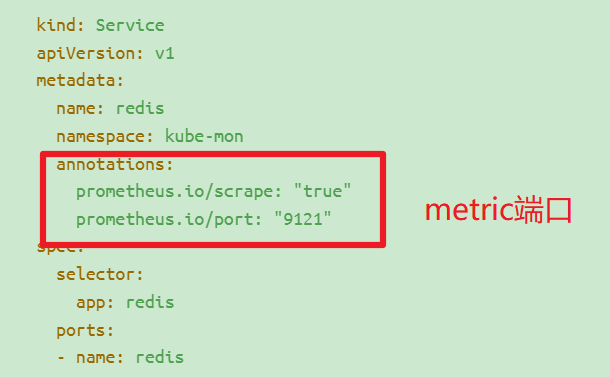 kind: Service
apiVersion: v1
metadata:
  name: redis
  namespace: kube-mon
  annotations:
    prometheus.io/scrape: "true"
    prometheus.io/port: "9121"
metric端口
spec:
  selector:
    app: redis
  ports:
  - name: redis